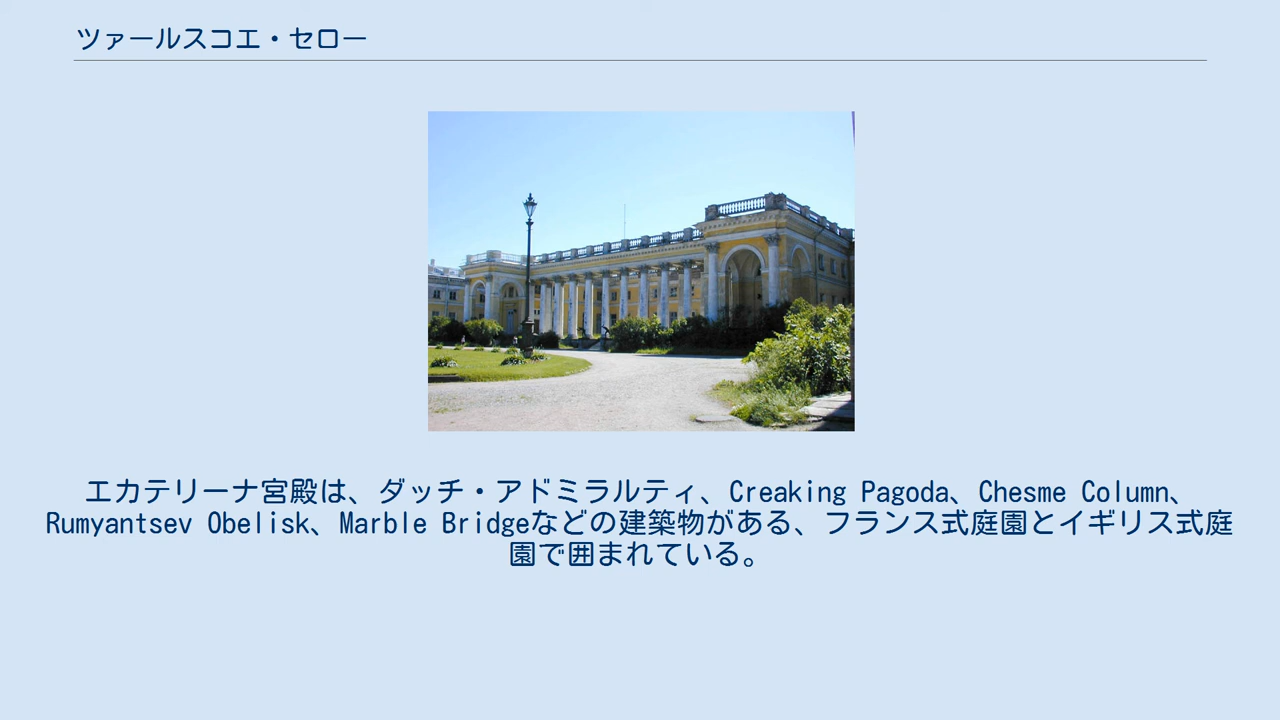 ツァールスコエ・セロー
エカテリーナ宮殿は、ダッチ・アドミラルティ、Creaking Pagoda、Chesme Column、
Rumyantsev Obelisk、Marble Bridgeなどの建築物がある、フランス式庭園とイギリス式庭
園で囲まれている。